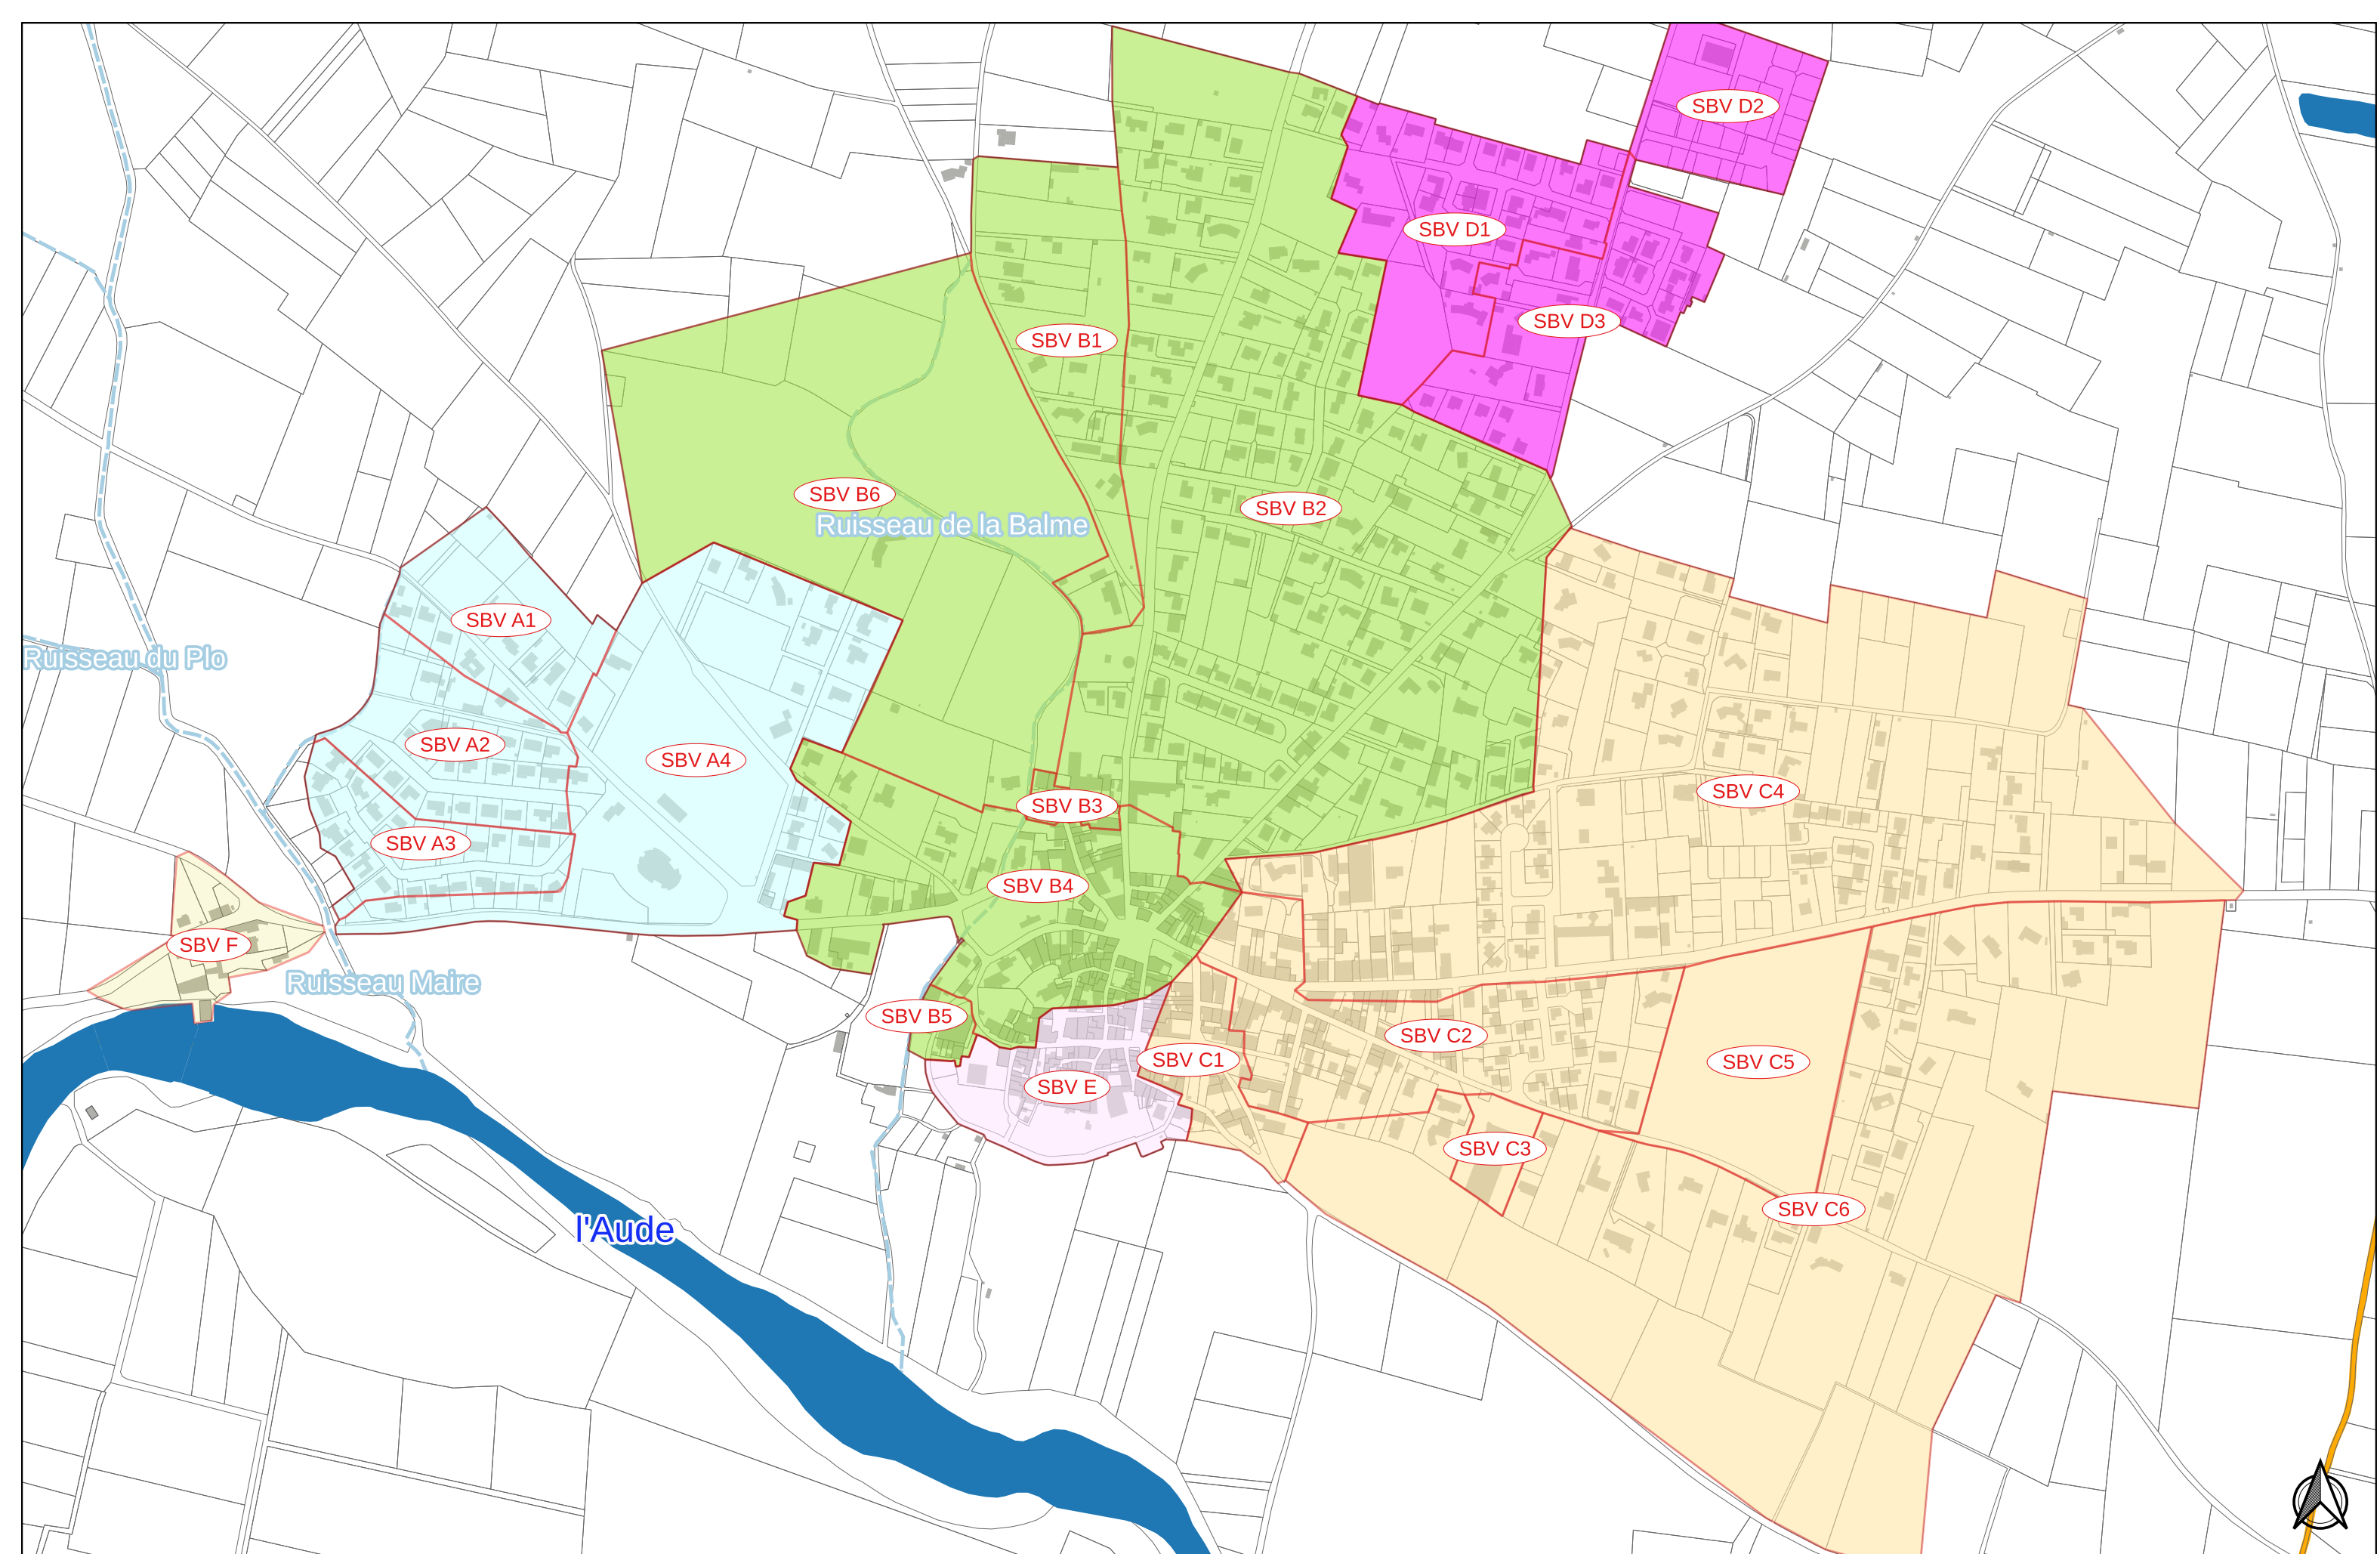 SBV D2
SBV D1
SBV D3
SBV B1
SBV B6
SBV B2
Ruisseau de la Balme
SBV A1
Ruisseau du Plo
SBV A2
SBV A4
SBV C4
SBV B3
SBV A3
SBV B4
SBV F
Ruisseau Maire
SBV B5
SBV C2
SBV C1
SBV C5
SBV E
SBV C3
SBV C6
l'Aude